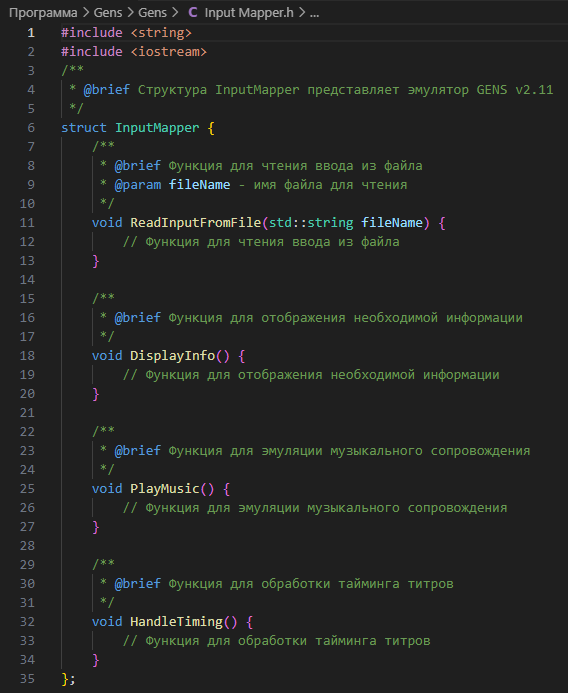 Программа > Gens > Gens > C Input Mapper.h > ...
1 #include <string>
2 #include <iostream>
3 /**
4  * @brief Структура InputMapper представляет эмулятор GENS v2.11
5  */
6 struct InputMapper {
7     /**
8      * @brief Функция для чтения ввода из файла
9      * @param fileName - имя файла для чтения
10      */
11     void ReadInputFromFile(std::string fileName) {
12         // Функция для чтения ввода из файла
13     }
14
15     /**
16      * @brief Функция для отображения необходимой информации
17      */
18     void DisplayInfo() {
19         // Функция для отображения необходимой информации
20     }
21
22     /**
23      * @brief Функция для эмуляции музыкального сопровождения
24      */
25     void PlayMusic() {
26         // Функция для эмуляции музыкального сопровождения
27     }
28
29     /**
30      * @brief Функция для обработки тайминга титров
31      */
32     void HandleTiming() {
33         // Функция для обработки тайминга титров
34     }
35 };